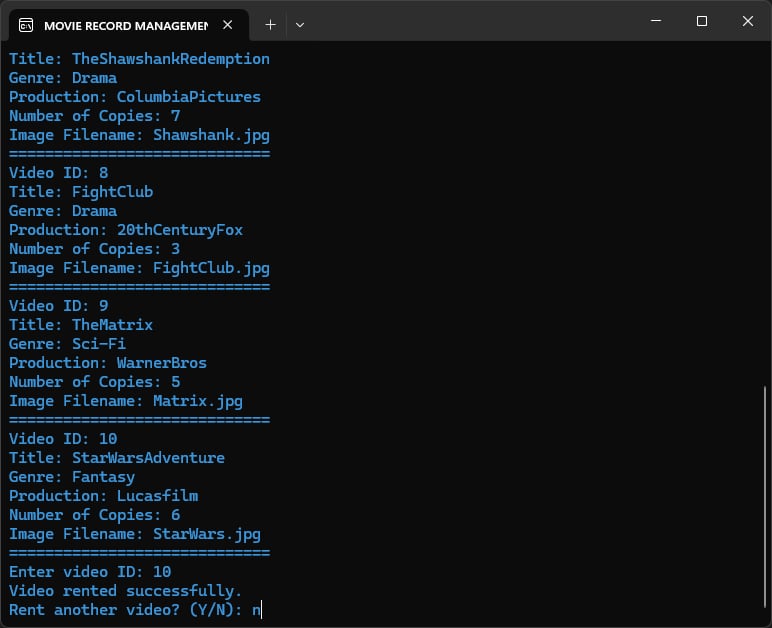 MOVIE RECORD MANAGEMEN
Title: TheShawshankRedemption
Genre: Drama
Production: ColumbiaPictures
Number of Copies: 7
Image Filename: Shawshank.jpg
=============================
Video ID: 8
Title: FightClub
Genre: Drama
Production: 20thCenturyFox
Number of Copies: 3
Image Filename: FightClub.jpg
=============================
Video ID: 9
Title: TheMatrix
Genre: Sci-Fi
Production: WarnerBros
Number of Copies: 5
Image Filename: Matrix.jpg
=============================
Video ID: 10
Title: StarWarsAdventure
Genre: Fantasy
Production: Lucasfilm
Number of Copies: 6
Image Filename: StarWars.jpg
=============================
Enter video ID: 10
Video rented successfully.
Rent another video? (Y/N): n